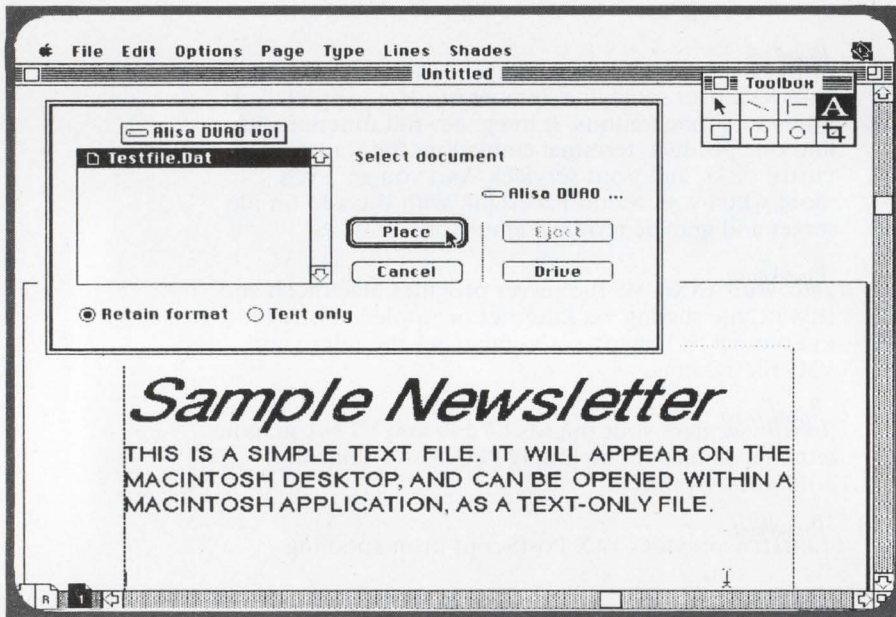 File Edit Options Page Type Lines Shades
Untitled
Toolbox
A
Alisa DURO vol
Testfile.Dat
Select document
Alisa DURO
Place
Eject
Cancel
Drive
Retain format
Text only
Sample Newsletter
THIS IS A SIMPLE TEXT FILE. IT WILL APPEAR ON THE
MACINTOSH DESKTOP, AND CAN BE OPENED WITHIN A
MACINTOSH APPLICATION, AS A TEXT-ONLY FILE.
R 1